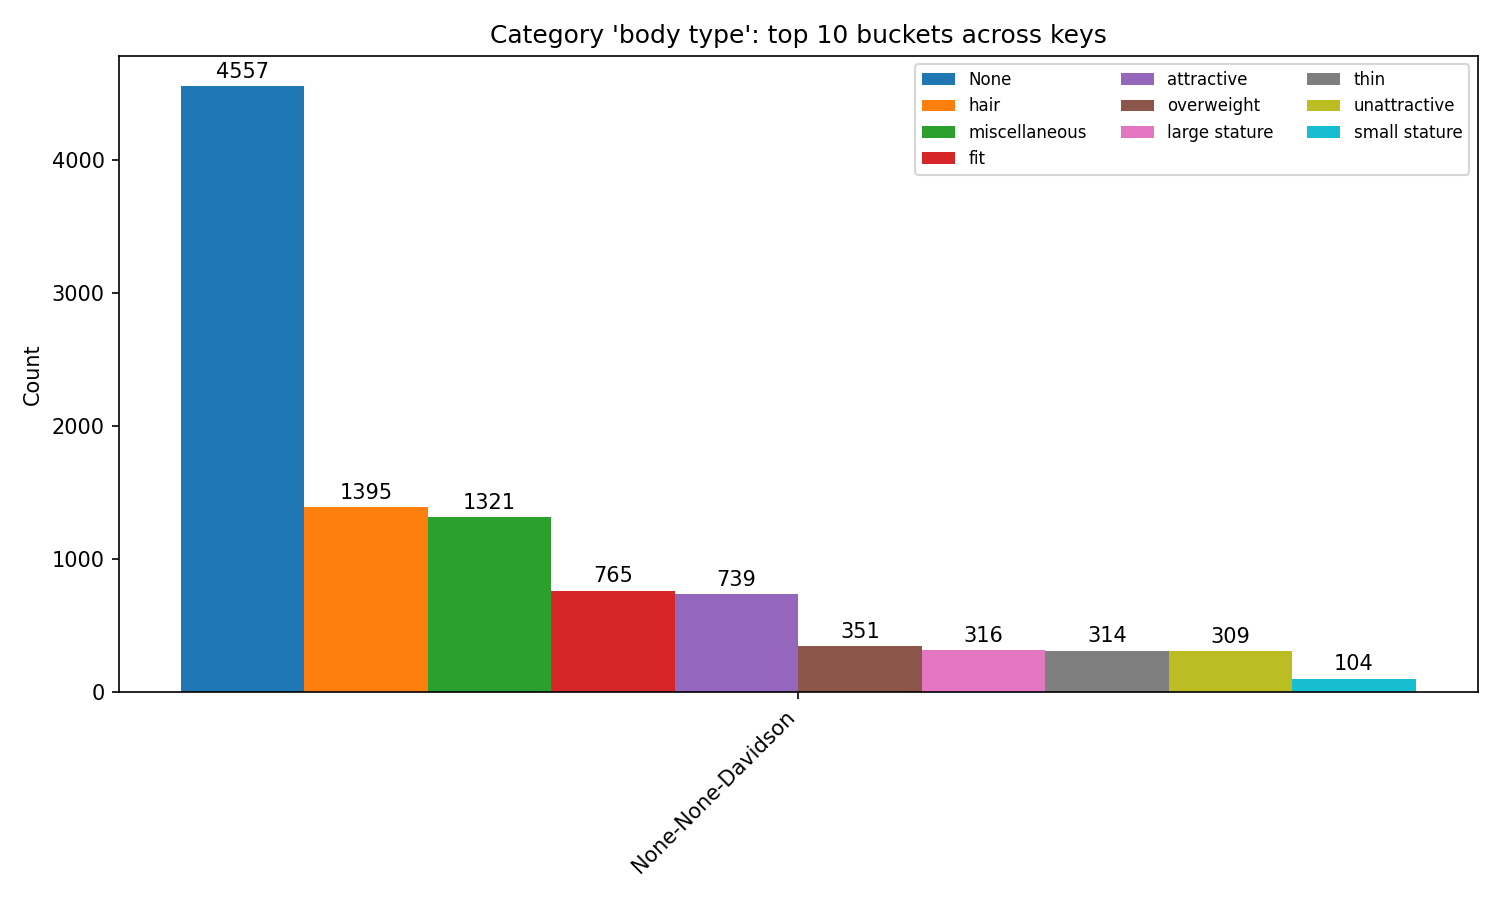 Category 'body type': top 10 buckets across keys
4557
1395
1321
765
739
351
316
314
309
104
None
hair
miscellaneous
fit
attractive
overweight
large stature
thin
unattractive
small stature
Count
4000
3000
2000
1000
0
None-None-Davidson